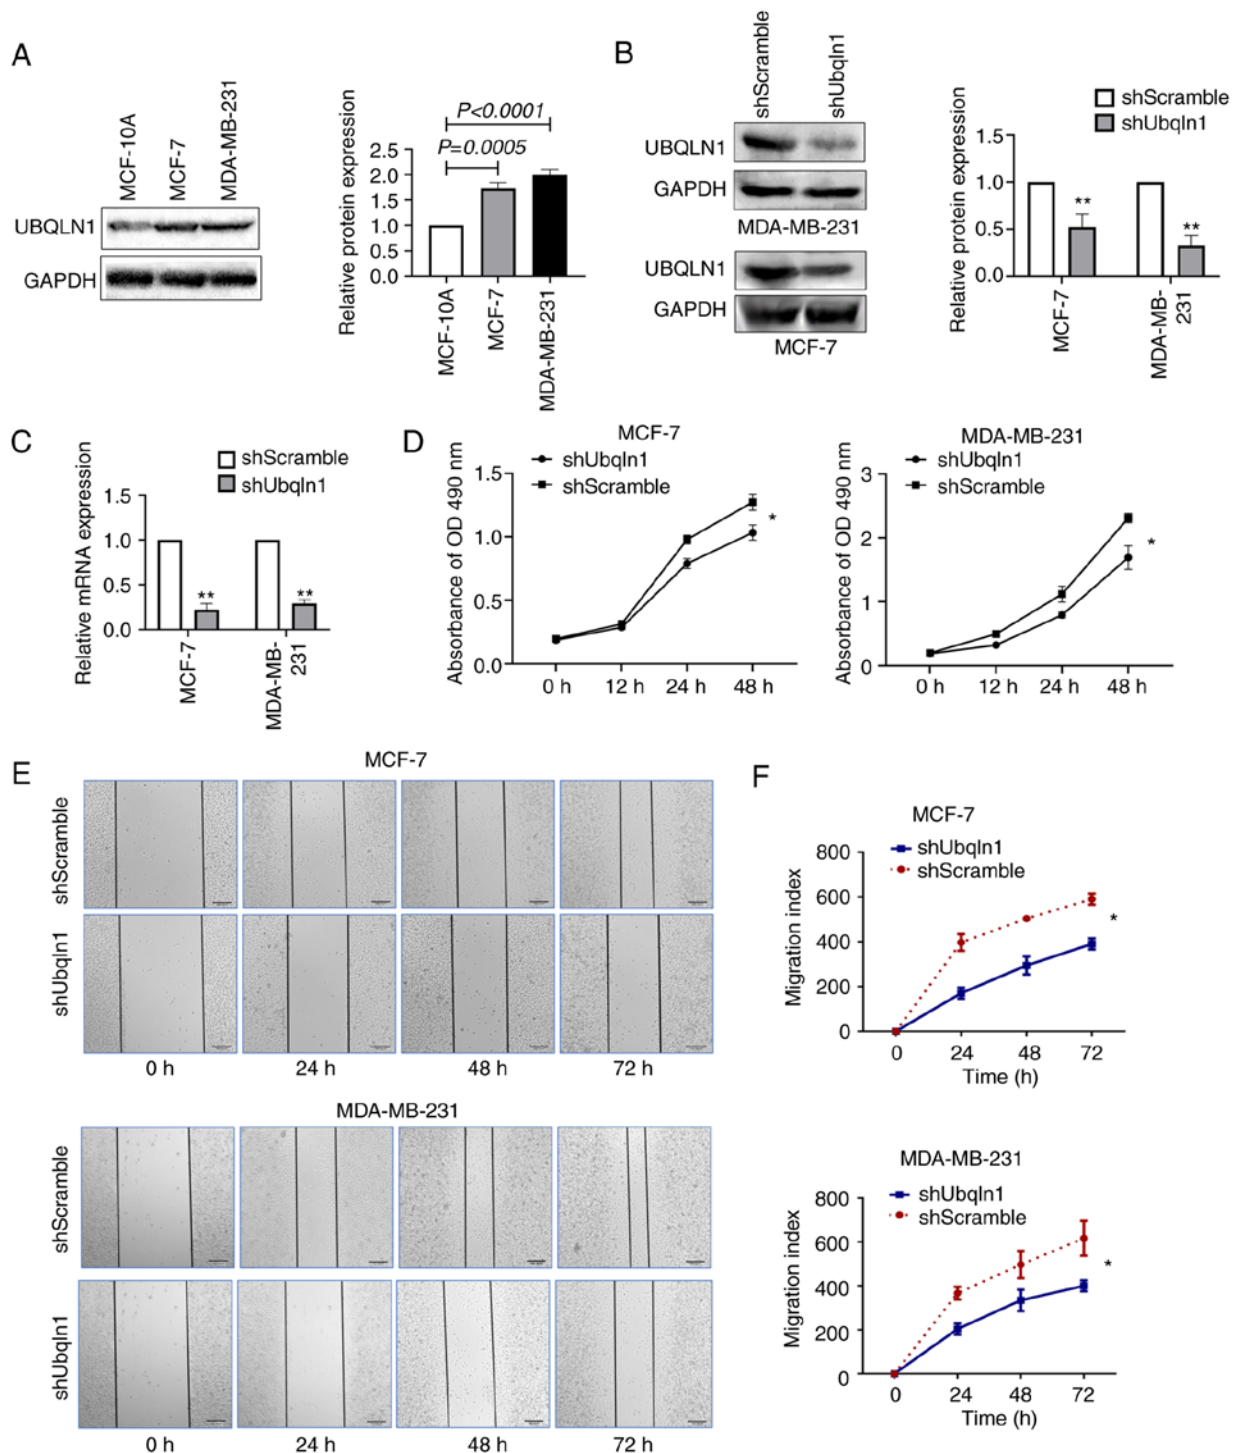 A
MCF-10A
MCF-7
MDA-MB-231
UBQLN1
GAPDH
Relative protein expression
P<0.0001
P=0.0005
2.5
2.0
1.5
1.0
0.5
0.0
MCF-10A
MCF-7
MDA-MB-231
B
shScramble
shUbqln1
UBQLN1
GAPDH
MDA-MB-231
UBQLN1
GAPDH
MCF-7
shScramble
shUbqln1
Relative protein expression
1.5
1.0
0.5
0.0
**
**
MCF-7
MDA-MB-
231
C
shScramble
shUbqln1
Relative mRNA expression
1.5
1.0
0.5
0.0
**
**
MCF-7
MDA-MB-
231
D
MCF-7
shUbqln1
shScramble
Absorbance of OD 490 nm
1.5
1.0
0.5
0.0
*
0 h
12 h
24 h
48 h
MDA-MB-231
shUbqln1
shScramble
Absorbance of OD 490 nm
3
2
1
0
*
0 h
12 h
24 h
48 h
E
MCF-7
shScramble
shUbqln1
0 h
24 h
48 h
72 h
MDA-MB-231
shScramble
shUbqln1
0 h
24 h
48 h
72 h
F
MCF-7
shUbqln1
shScramble
Migration index
800
600
400
200
0
*
0
24
48
72
Time (h)
MDA-MB-231
shUbqln1
shScramble
Migration index
800
600
400
200
0
*
0
24
48
72
Time (h)